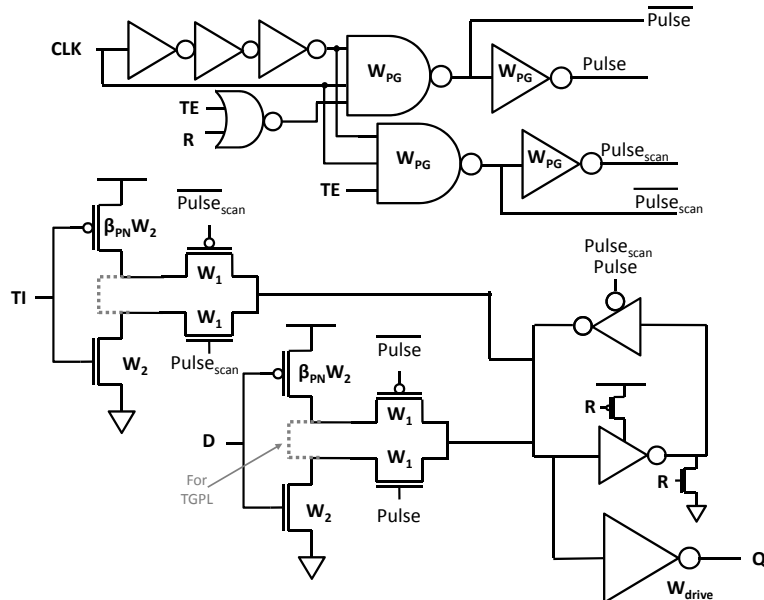 Pulse
CLK
W_PG
W_PG
Pulse
TE
R
W_PG
W_PG
Pulse_scan
TE
Pulse_scan
Pulse_scan
β_PN W_2
W_1
TI
W_1
W_2
Pulse_scan
Pulse_scan
Pulse
Pulse
β_PN W_2
W_1
R
D
W_1
For
TGPL
W_2
Pulse
R
Q
W_drive